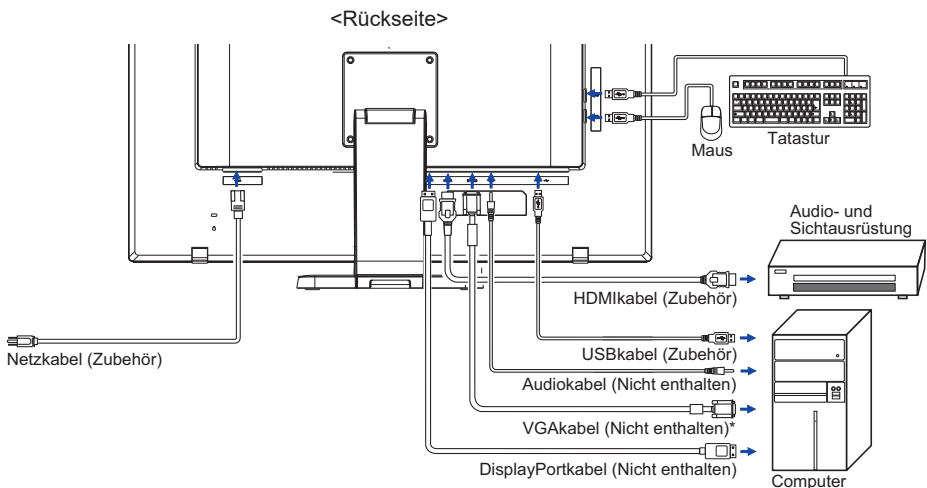 <Rückseite>
Maus
Tatastur
Audio- und
Sichtausrüstung
HDMIkabel (Zubehör)
Netzkabel (Zubehör)
USBkabel (Zubehör)
Audiokabel (Nicht enthalten)
VGAkabel (Nicht enthalten)*
DisplayPortkabel (Nicht enthalten)
Computer